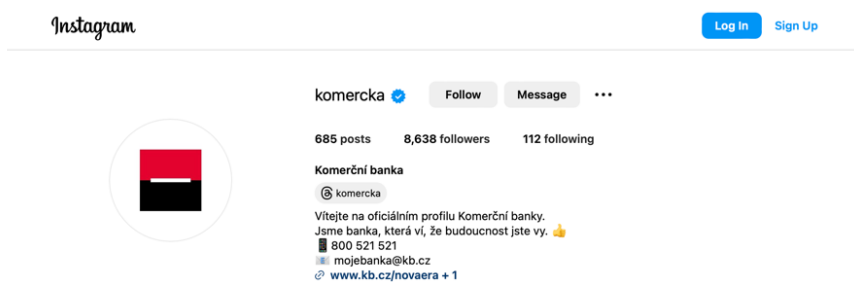 Instagram
Log In
Sign Up
komercka
Follow
Message
685 posts
8,638 followers
112 following
Komerční banka
komercka
Vítejte na oficiálním profilu Komerční banky.
Jsme banka, která ví, že budoucnost jste vy. 👍
📱800 521 521
📧 mojebanka@kb.cz
www.kb.cz/novaera + 1